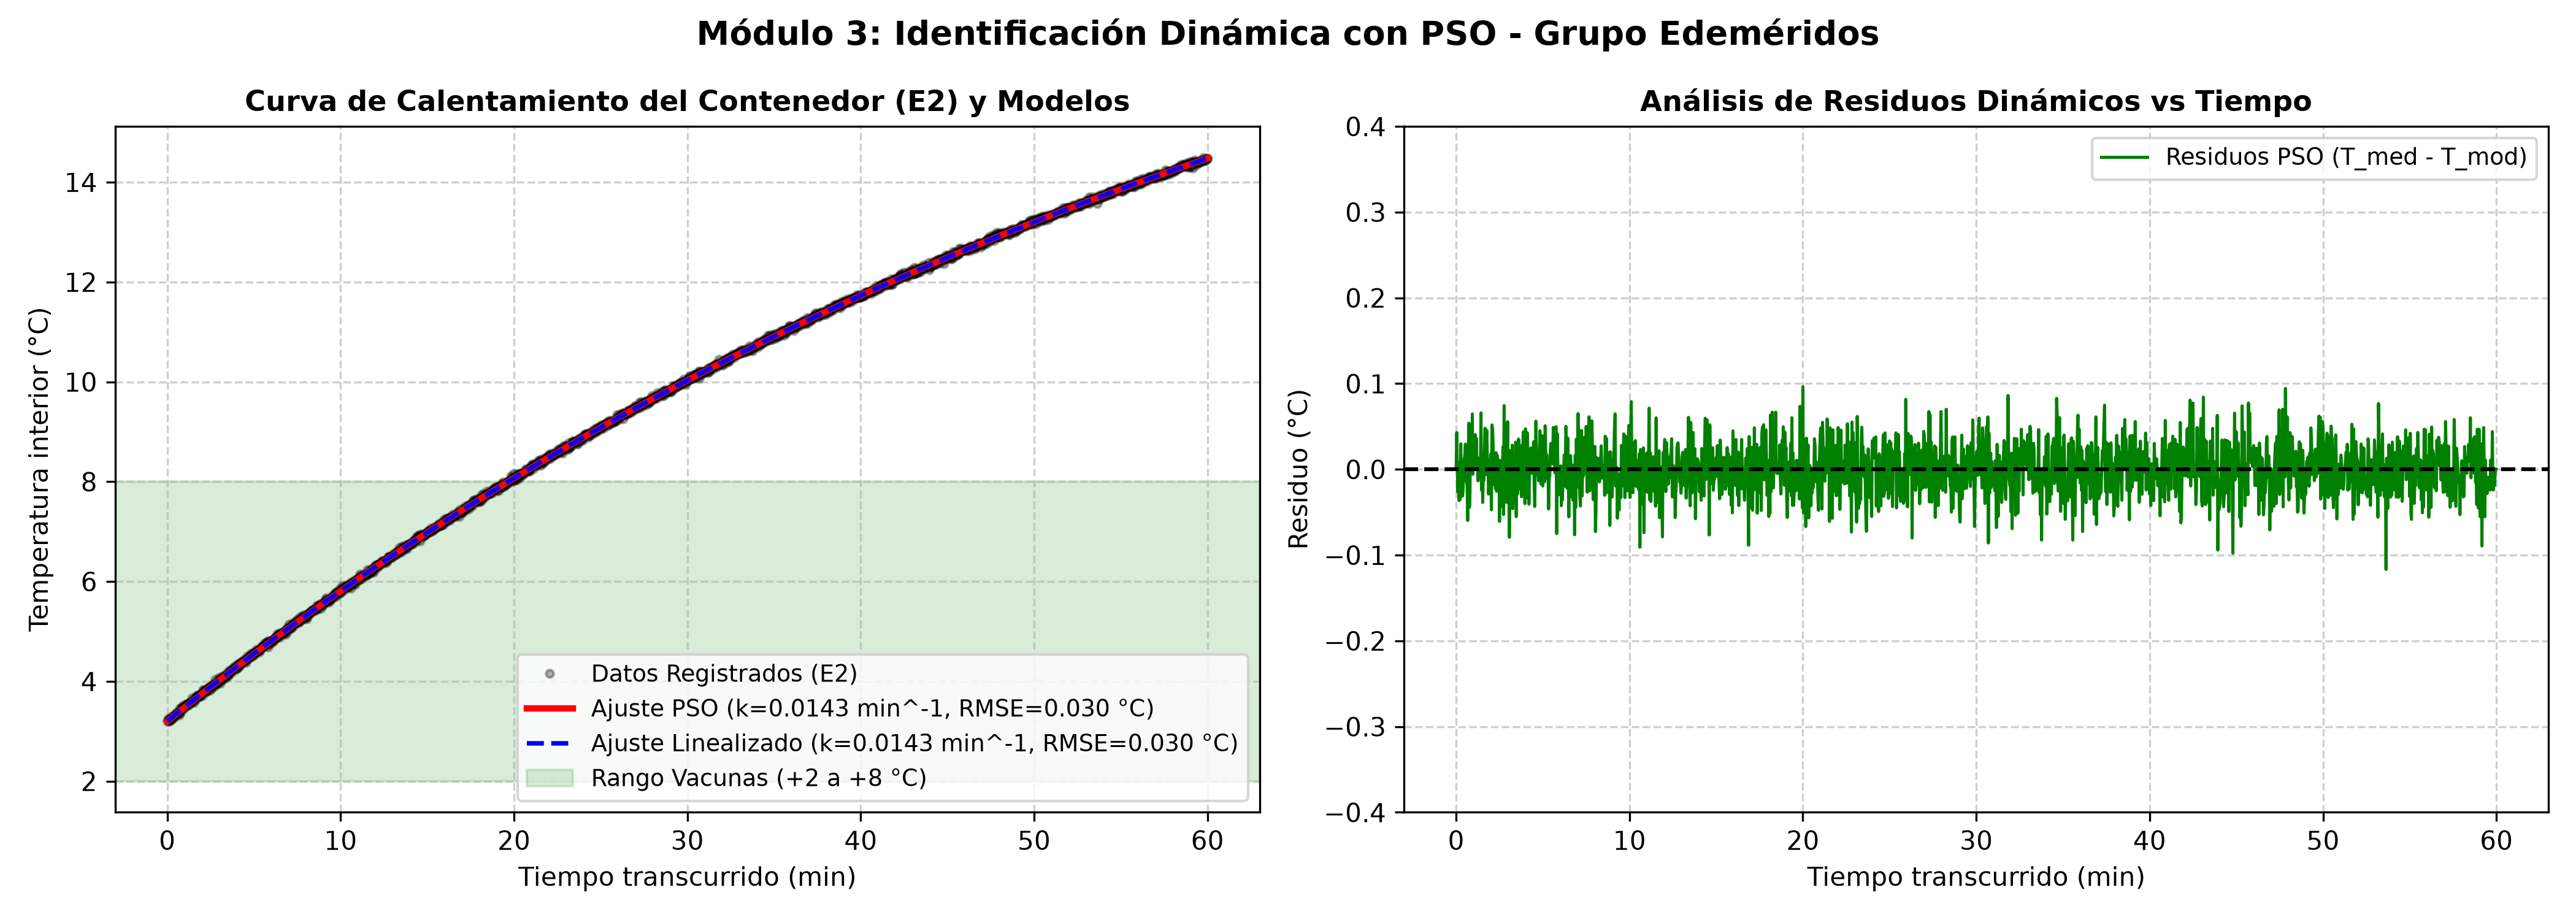 Módulo 3: Identificación Dinámica con PSO - Grupo Edeméridos
Curva de Calentamiento del Contenedor (E2) y Modelos
Temperatura interior (°C)
14
12
10
8
6
4
2
Datos Registrados (E2)
Ajuste PSO (k=0.0143 min^-1, RMSE=0.030 °C)
Ajuste Linealizado (k=0.0143 min^-1, RMSE=0.030 °C)
Rango Vacunas (+2 a +8 °C)
0 10 20 30 40 50 60
Tiempo transcurrido (min)
Análisis de Residuos Dinámicos vs Tiempo
Residuo (°C)
0.4
0.3
0.2
0.1
0.0
−0.1
−0.2
−0.3
−0.4
Residuos PSO (T_med - T_mod)
0 10 20 30 40 50 60
Tiempo transcurrido (min)